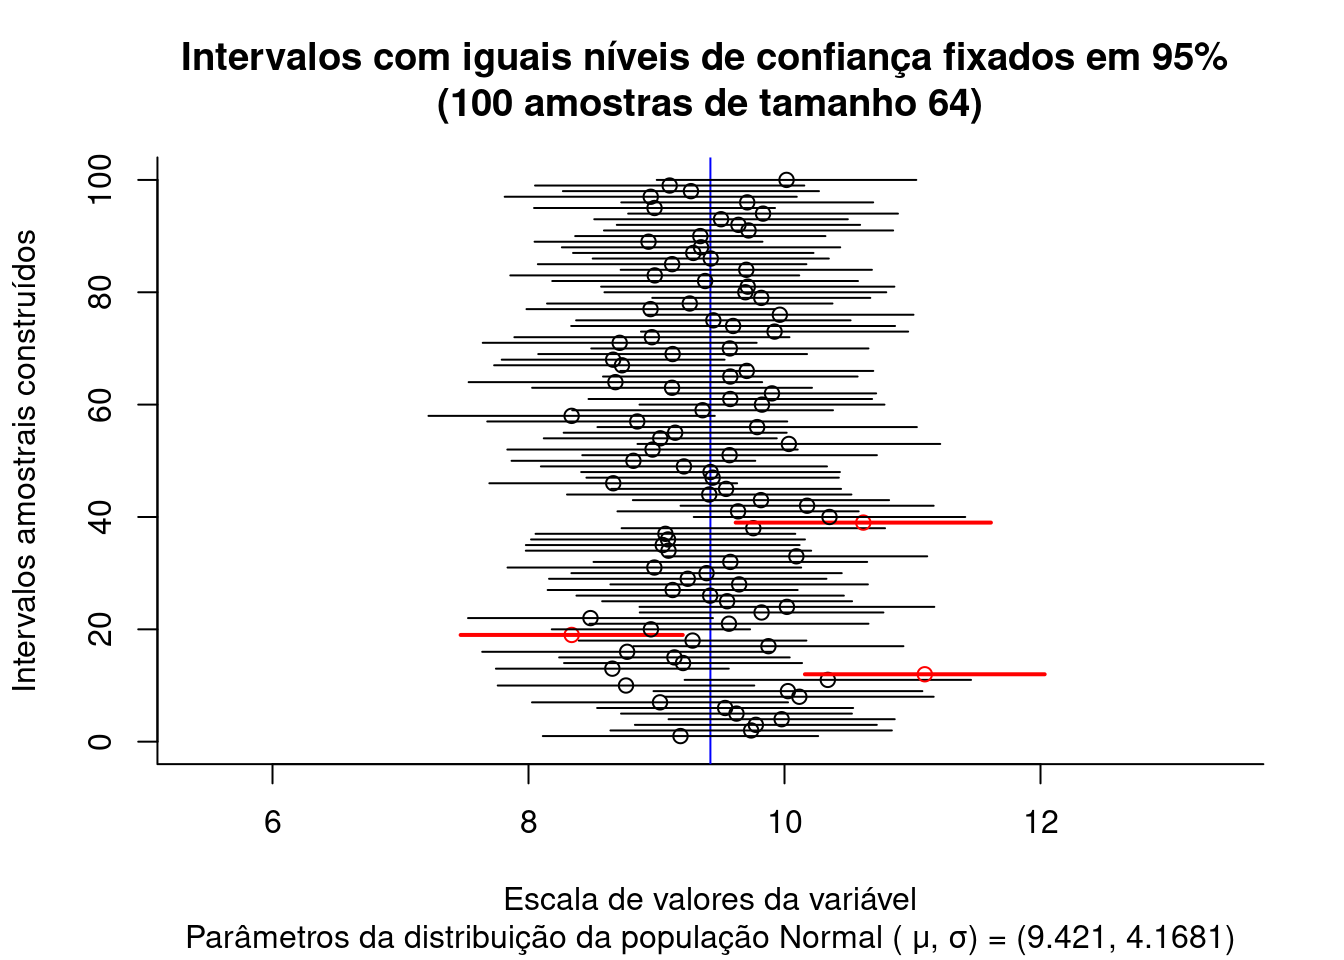 Intervalos com iguais níveis de confiança fixados em 95%
(100 amostras de tamanho 64)
Intervalos amostrais construídos
100
80
60
40
20
0
6 8 10 12
Escala de valores da variável
Parâmetros da distribuição da população Normal ( μ, σ) = (9.421, 4.1681)